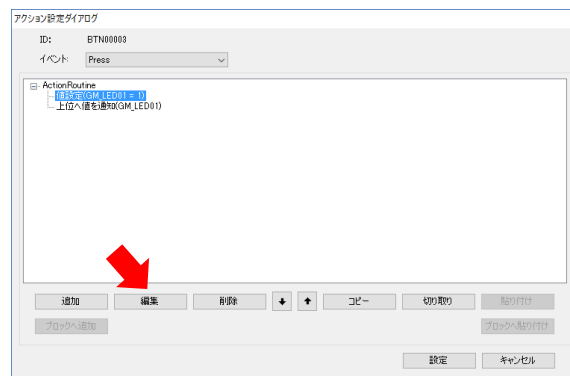 アクション設定ダイアログ
ID: BTN00003
イベント: Press
ActionRoutine
値設定(GM_LED01 = 1)
上位へ値を通知(GM_LED01)
追加 編集 削除 コピー 切り取り 貼り付け
ブロックへ追加 ブロックへ貼り付け
設定 キャンセル